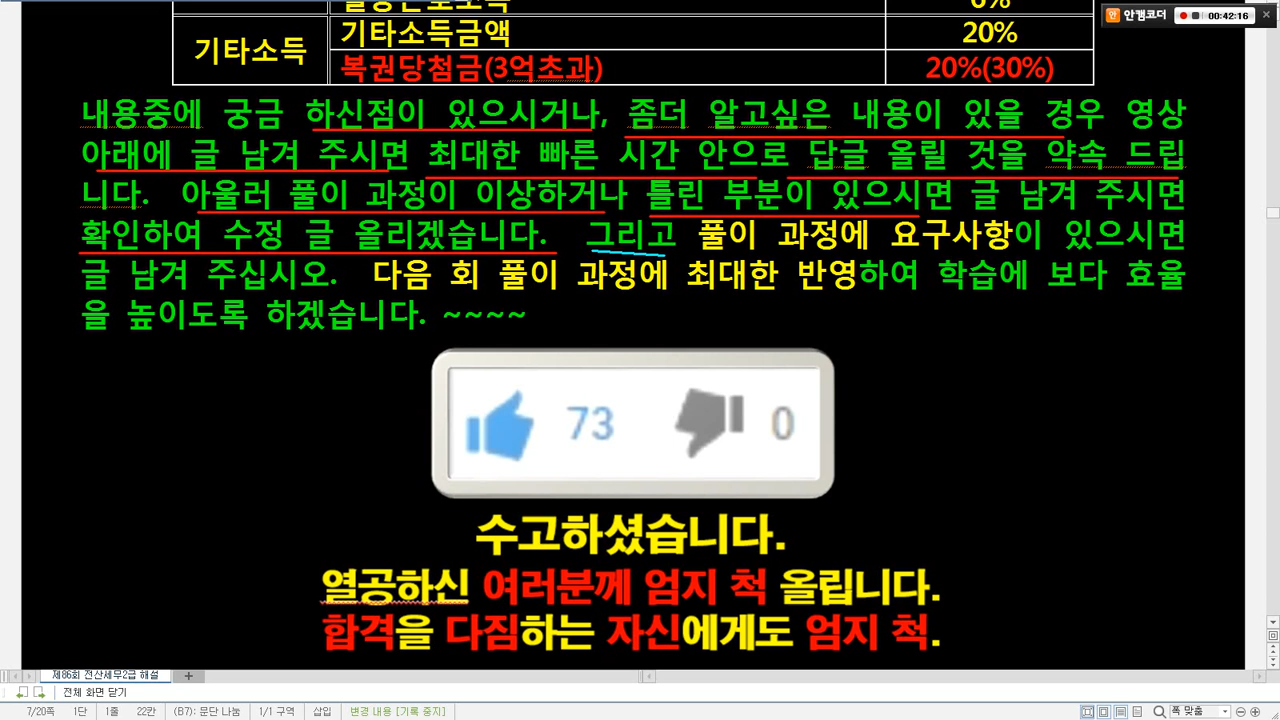 안캠코더 00:42:16
기타소득 기타소득금액 20%
복권당첨금(3억초과) 20%(30%)
내용중에 궁금 하신점이 있으시거나, 좀더 알고싶은 내용이 있을 경우 영상
아래에 글 남겨 주시면 최대한 빠른 시간 안으로 답글 올릴 것을 약속 드립
니다. 아울러 풀이 과정이 이상하거나 틀린 부분이 있으시면 글 남겨 주시면
확인하여 수정 글 올리겠습니다. 그리고 풀이 과정에 요구사항이 있으시면
글 남겨 주십시오. 다음 회 풀이 과정에 최대한 반영하여 학습에 보다 효율
을 높이도록 하겠습니다. ~~~~
73 0
수고하셨습니다.
열공하신 여러분께 엄지 척 올립니다.
합격을 다짐하는 자신에게도 엄지 척.
제86회 전산세무2급 해설
전체 화면 닫기
7/20쪽 1단 1줄 22칸 (B7): 문단 나눔 1/1 구역 삽입 변경 내용 [기록 중지] 폭 맞춤